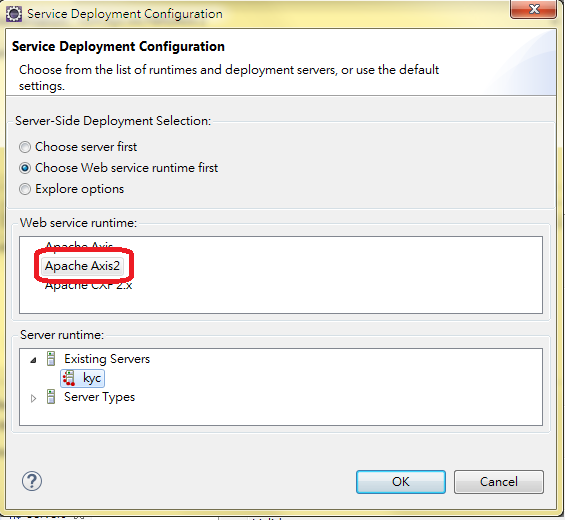 Service Deployment Configuration
Service Deployment Configuration
Choose from the list of runtimes and deployment servers, or use the default
settings.
Server-Side Deployment Selection:
Choose server first
Choose Web service runtime first
Explore options
Web service runtime:
Apache Axis
Apache Axis2
Apache CXF 2.x
Server runtime:
Existing Servers
kyc
Server Types
?
OK
Cancel